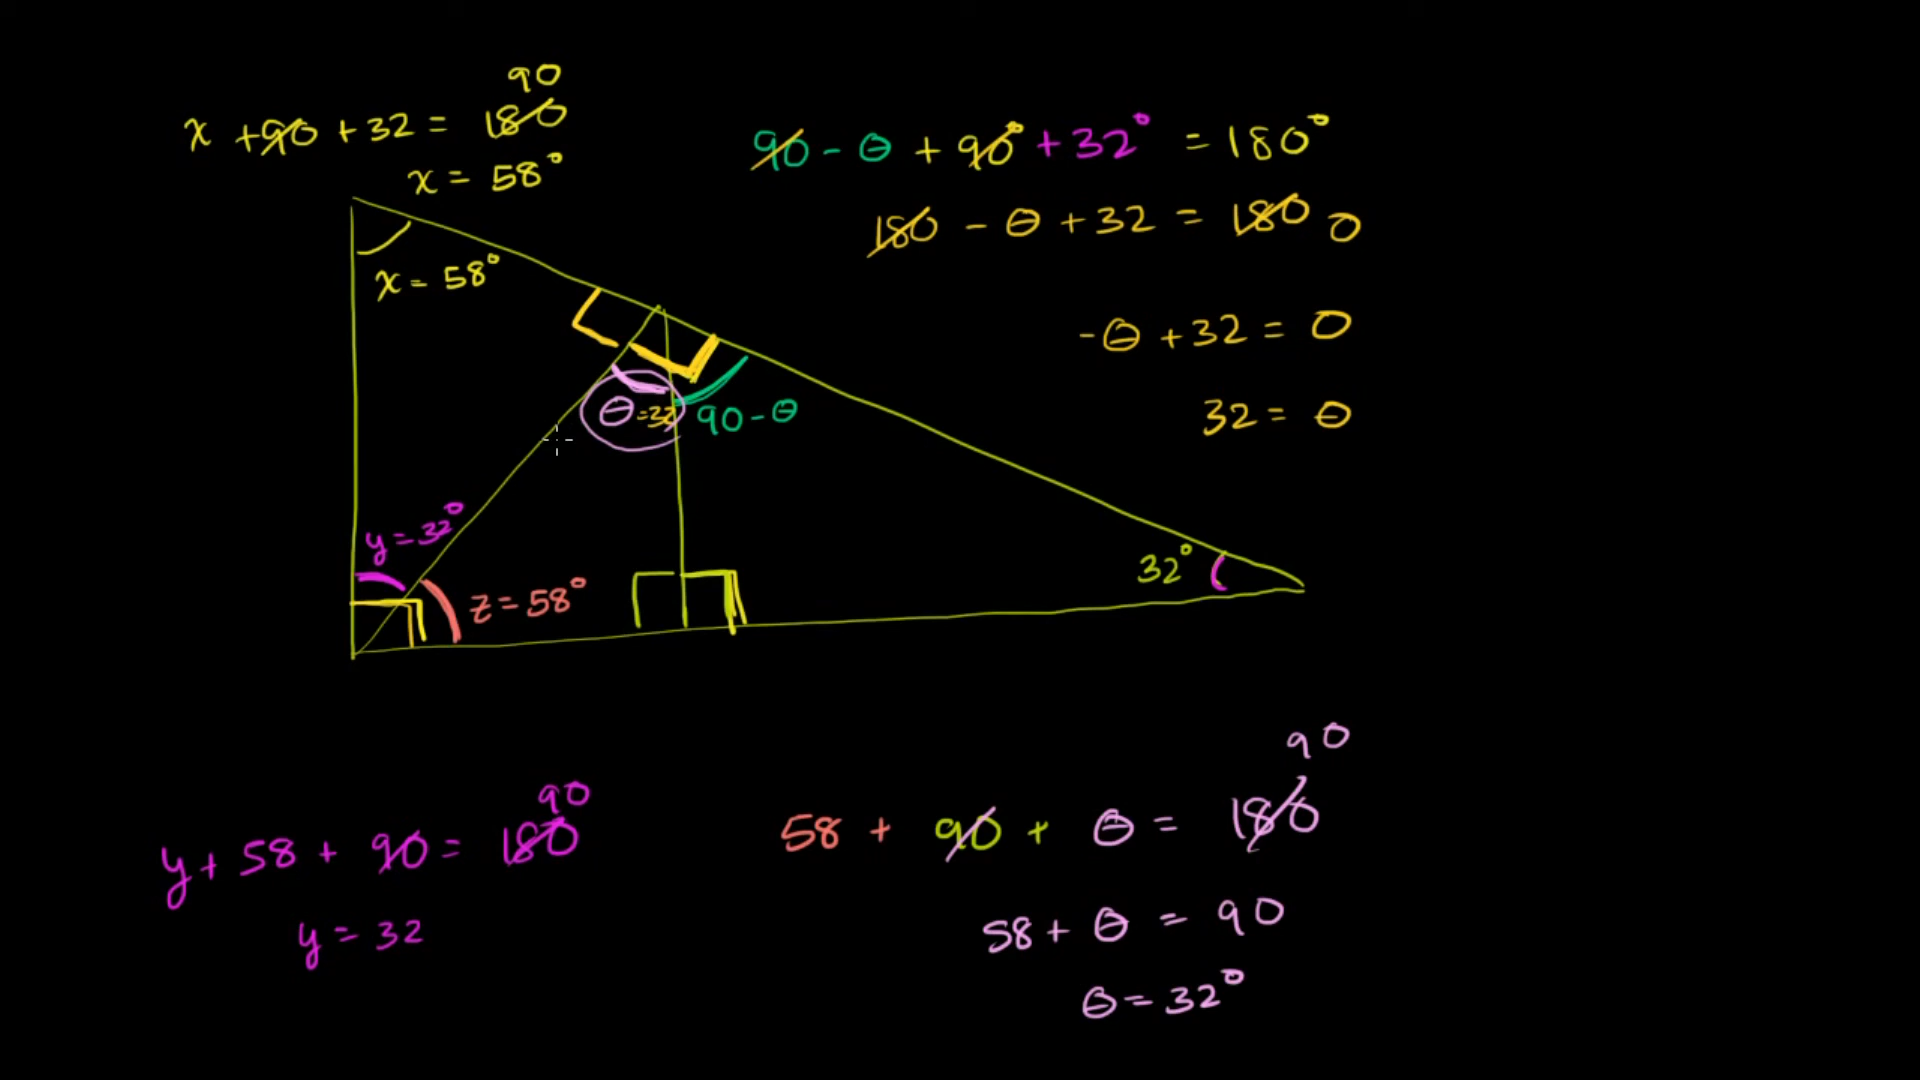 90
x + 90 + 32 = 180
x = 58°
90 - θ + 90° + 32° = 180°
180 - θ + 32 = 180 0
-θ + 32 = 0
32 = θ
x = 58°
θ = 32
90 - θ
y = 32°
z = 58°
32°
90
y + 58 + 90 = 180
y = 32
90
58 + 90 + θ = 180
58 + θ = 90
θ = 32°